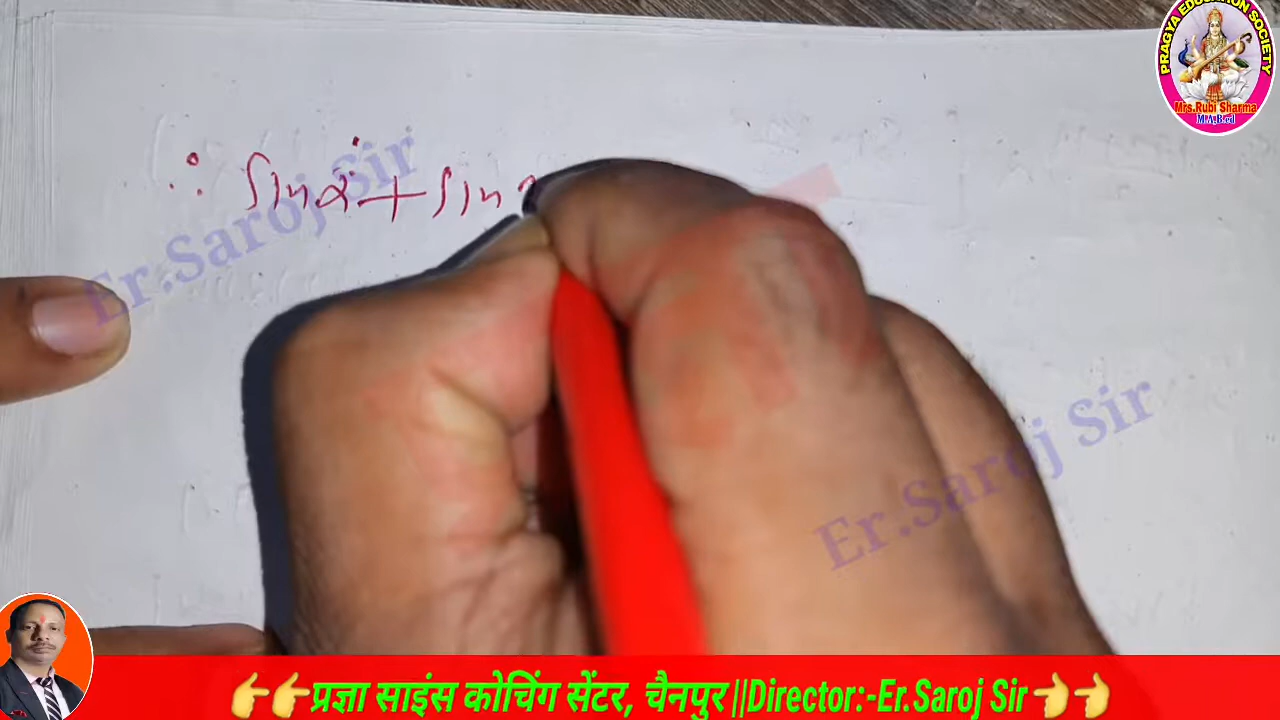 PRAGYA EDUCATION SOCIETY
Mrs.Rubi Sharma
M.A,B.ed
∴ Sinα + Sin
Er.Saroj Sir
Er.Saroj Sir
👉👉प्रज्ञा साइंस कोचिंग सेंटर, चैनपुर ||Director:-Er.Saroj Sir👈👈